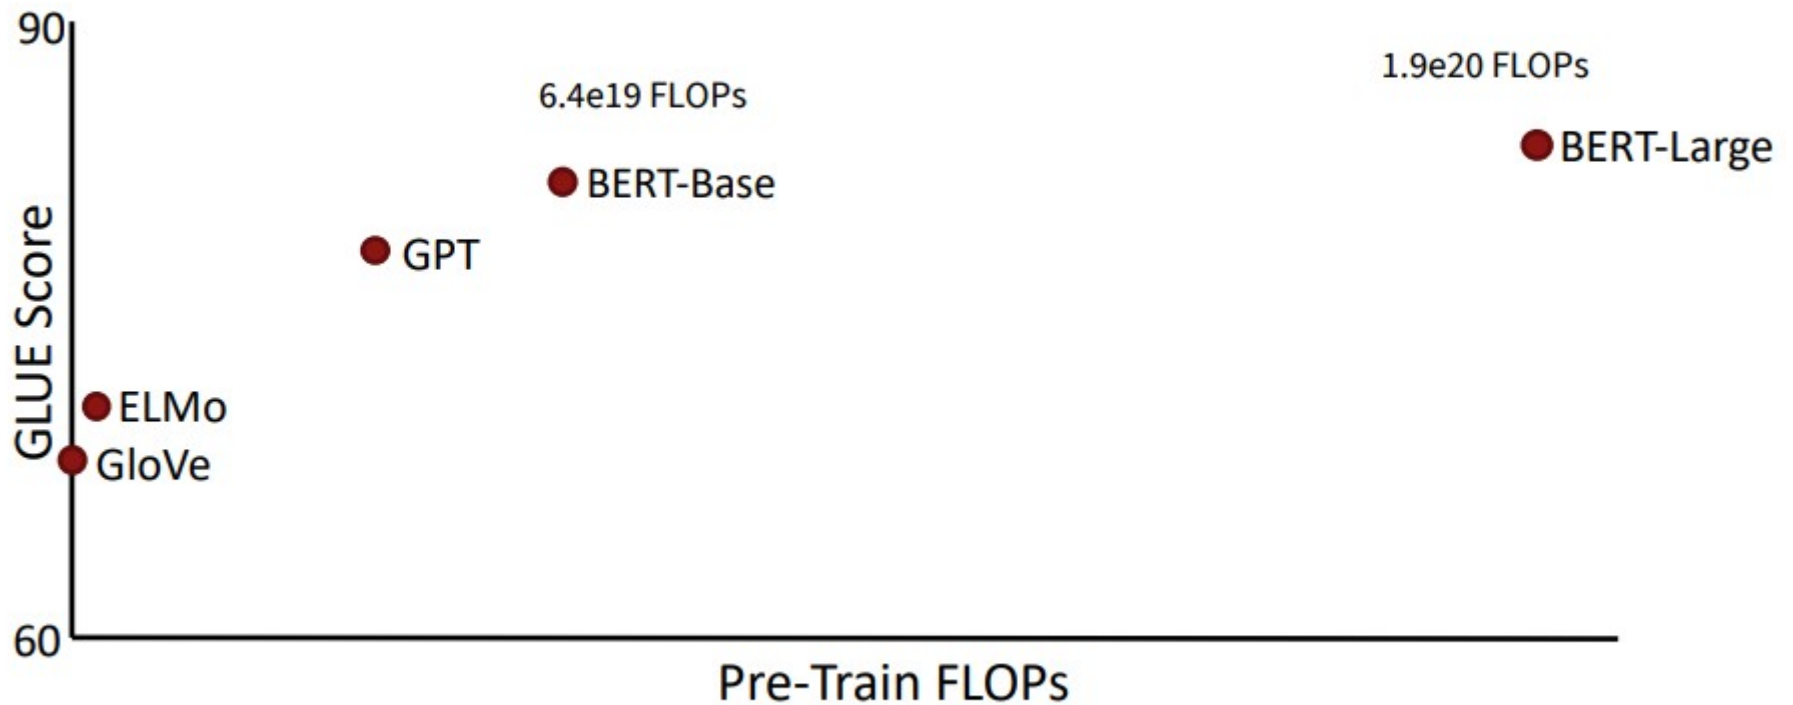 90
1.9e20 FLOPs
6.4e19 FLOPs
BERT-Large
BERT-Base
GPT
GLUE Score
ELMo
GloVe
60
Pre-Train FLOPs